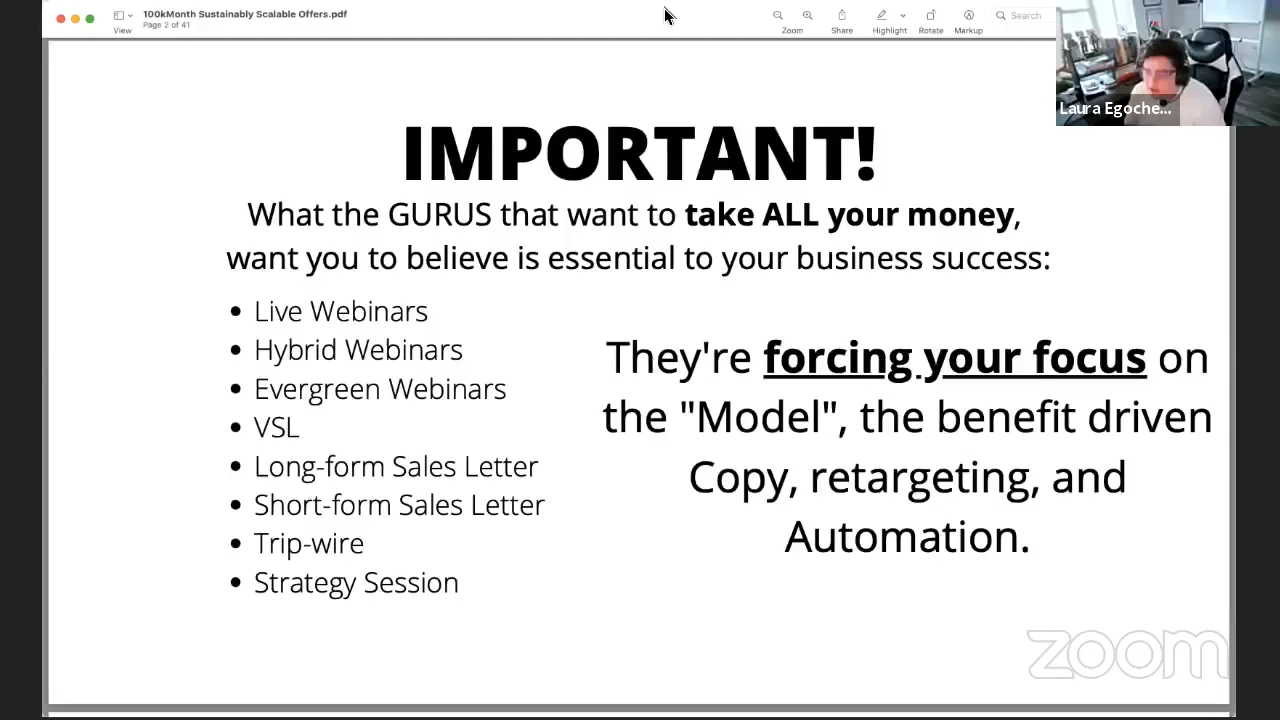 100kMonth Sustainably Scalable Offers.pdf
Page 2 of 41
View
Zoom
Share
Highlight
Rotate
Markup
Search
Laura Egoche...
IMPORTANT!
What the GURUS that want to take ALL your money,
want you to believe is essential to your business success:
• Live Webinars
• Hybrid Webinars
• Evergreen Webinars
• VSL
• Long-form Sales Letter
• Short-form Sales Letter
• Trip-wire
• Strategy Session
They're forcing your focus on
the "Model", the benefit driven
Copy, retargeting, and
Automation.
zoom